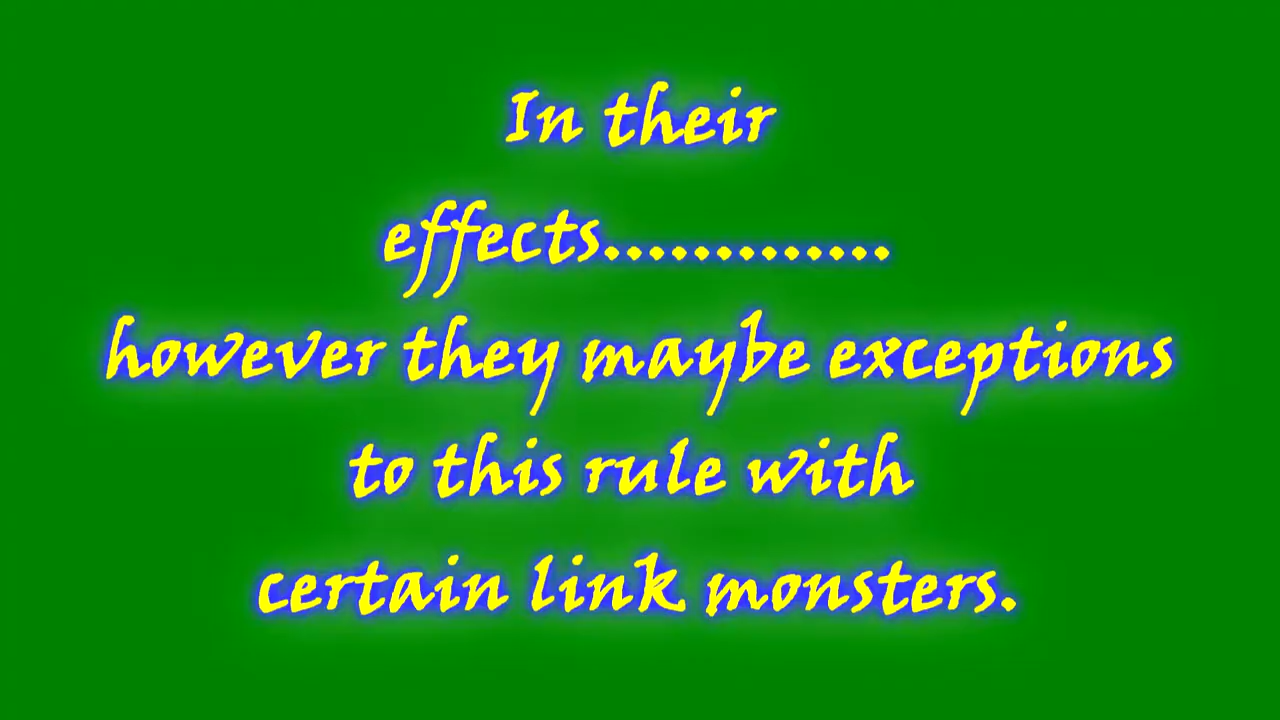 In their
effects.............
however they maybe exceptions
to this rule with
certain link monsters.